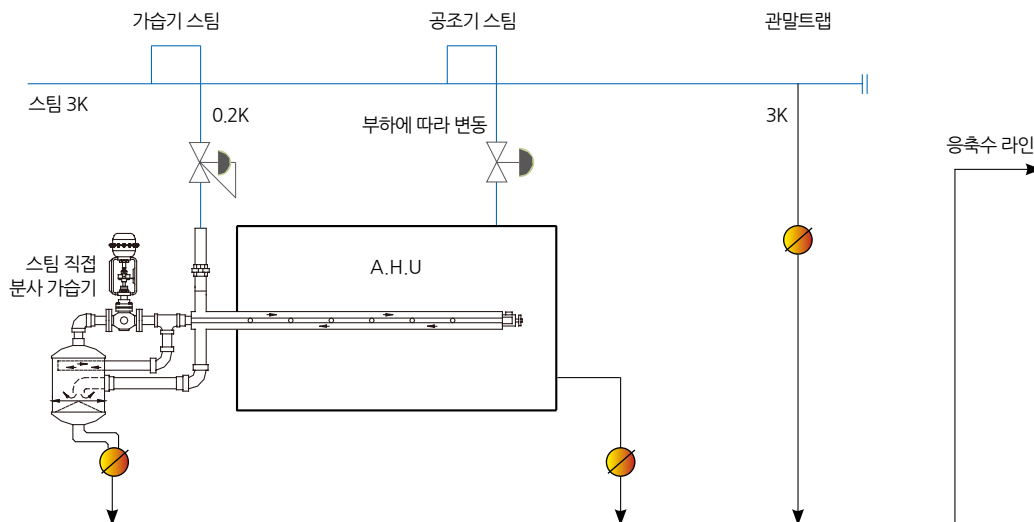 가습기 스팀
공조기 스팀
관말트랩
스팀 3K
0.2K
부하에 따라 변동
3K
응축수 라인
스팀 직접
분사 가습기
A.H.U